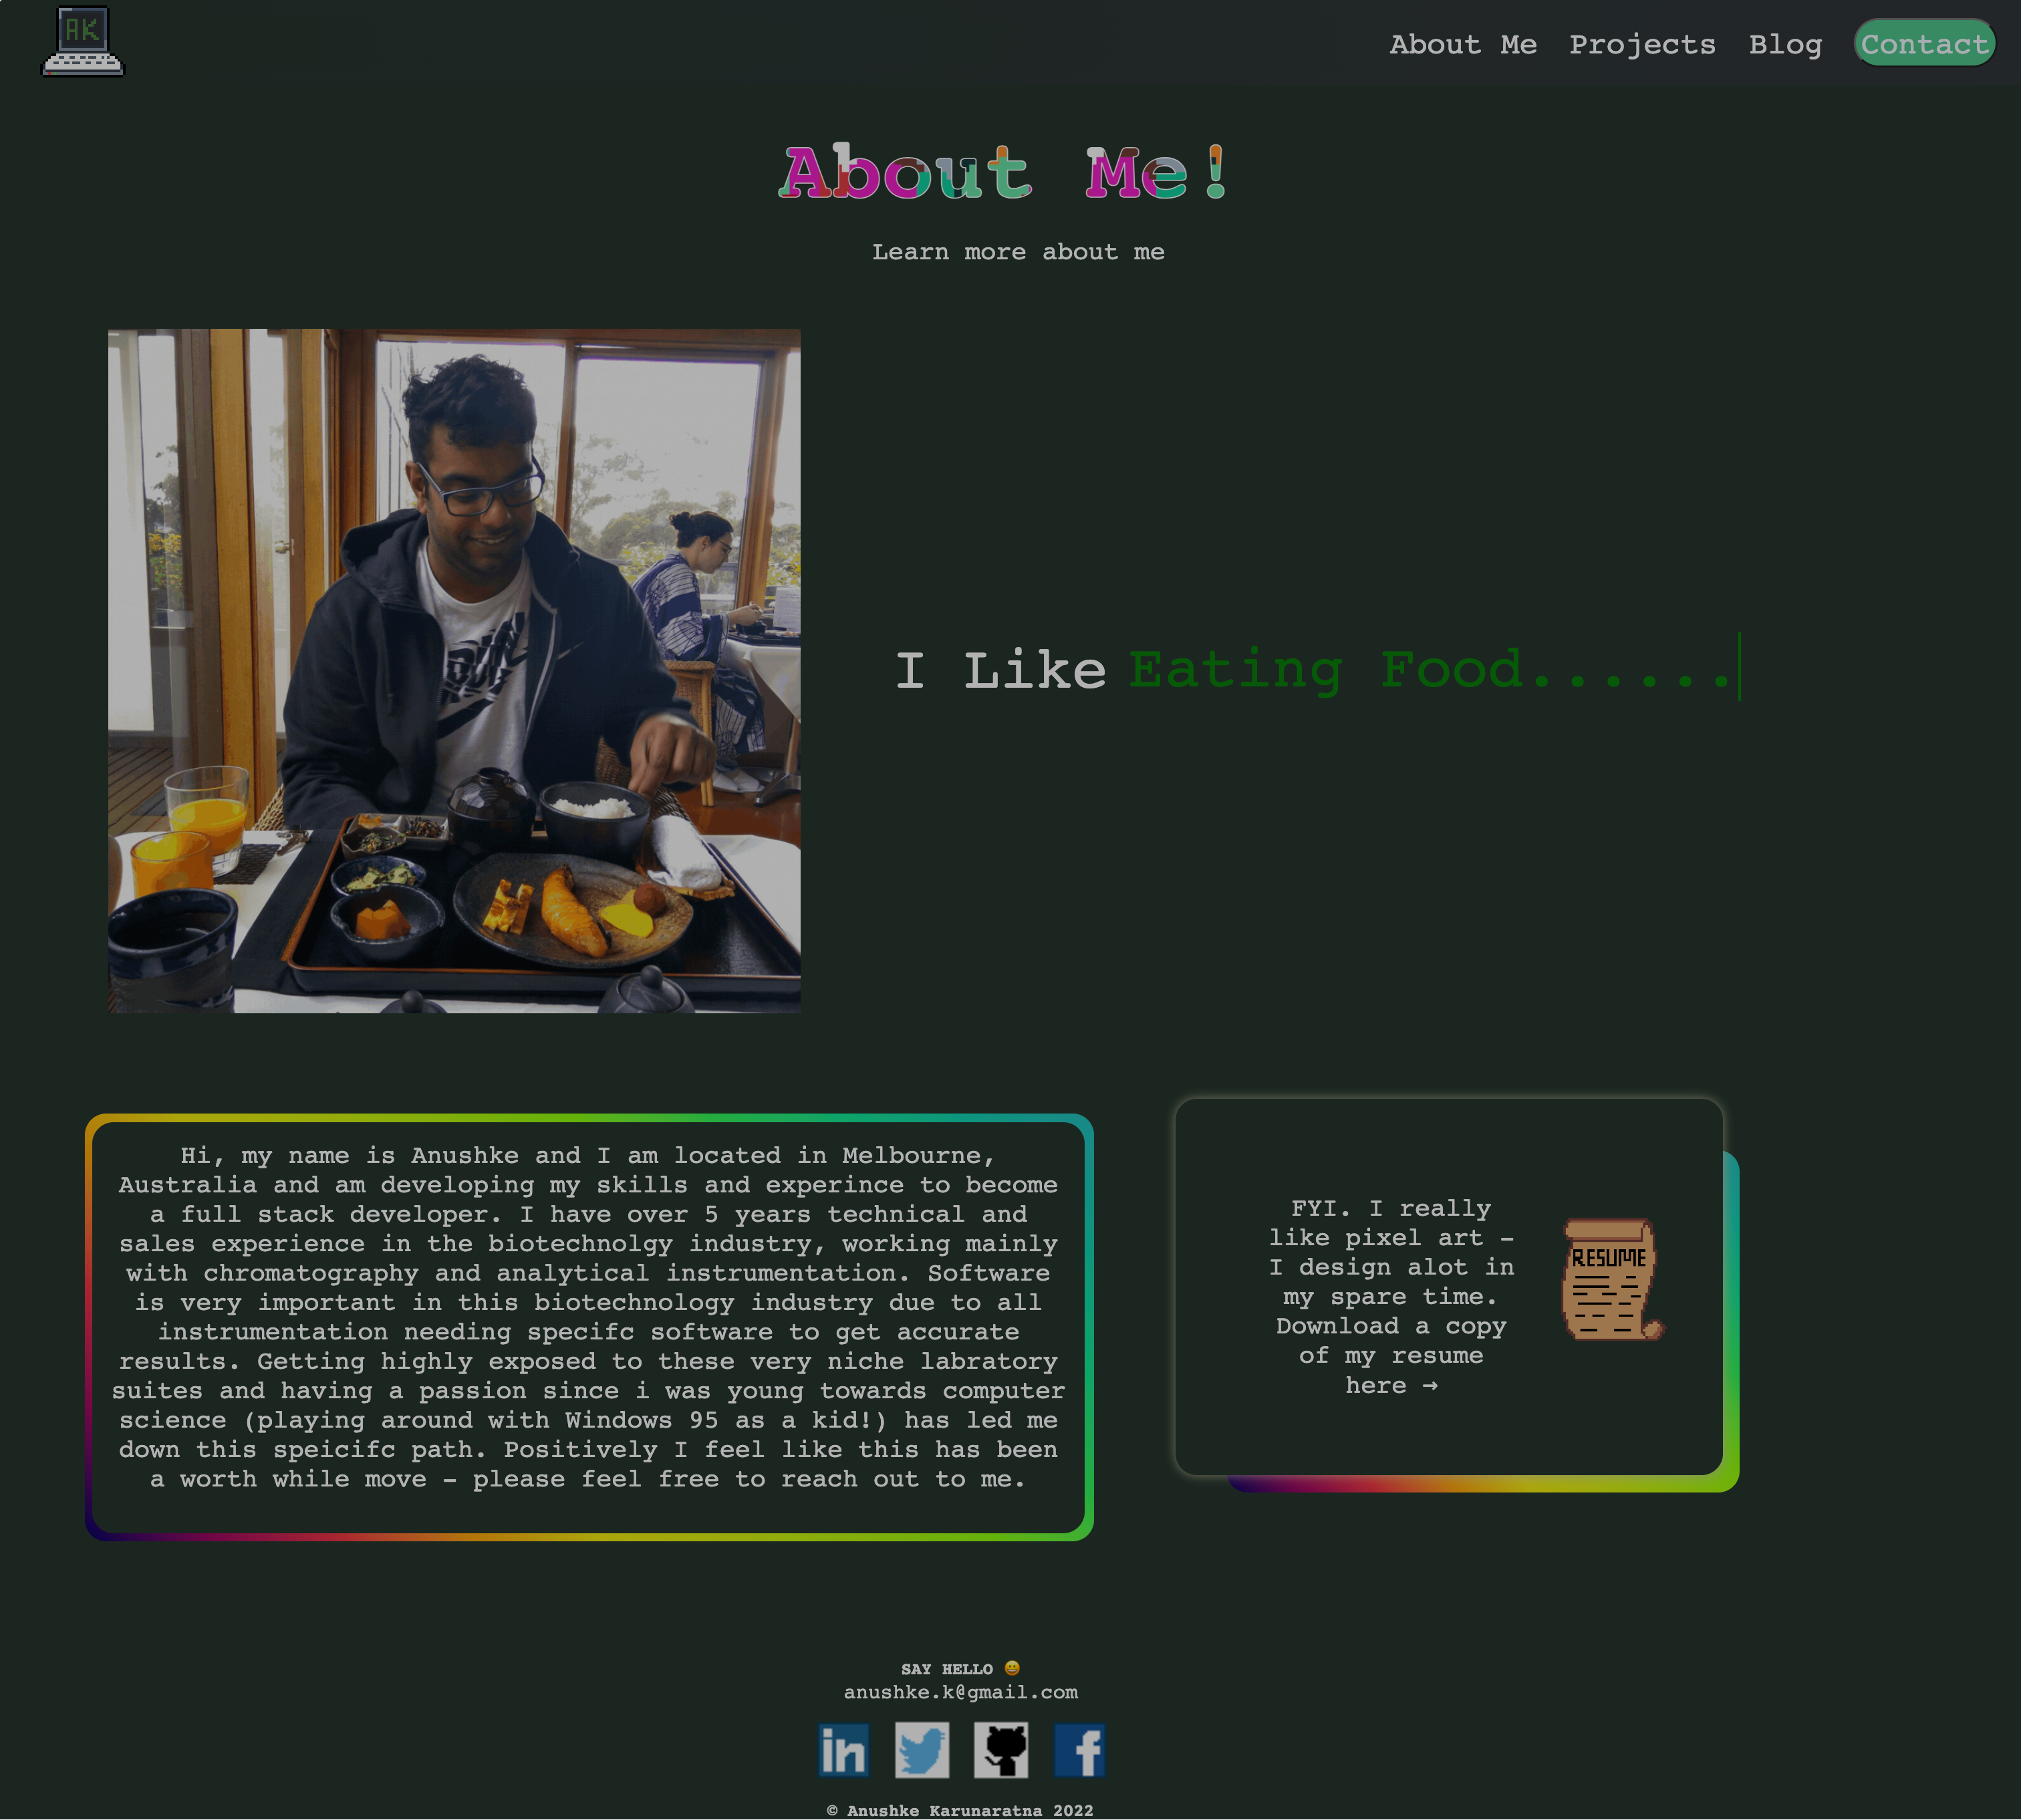 AK
About Me Projects Blog Contact
About Me!
Learn more about me
I Like Eating Food......
Hi, my name is Anushke and I am located in Melbourne,
Australia and am developing my skills and experince to become
a full stack developer. I have over 5 years technical and
sales experience in the biotechnolgy industry, working mainly
with chromatography and analytical instrumentation. Software
is very important in this biotechnology industry due to all
instrumentation needing specifc software to get accurate
results. Getting highly exposed to these very niche labratory
suites and having a passion since i was young towards computer
science (playing around with Windows 95 as a kid!) has led me
down this speicifc path. Positively I feel like this has been
a worth while move - please feel free to reach out to me.
FYI. I really
like pixel art -
I design alot in
my spare time.
Download a copy
of my resume
here →
RESUME
SAY HELLO 😀
anushke.k@gmail.com
in
f
© Anushke Karunaratna 2022